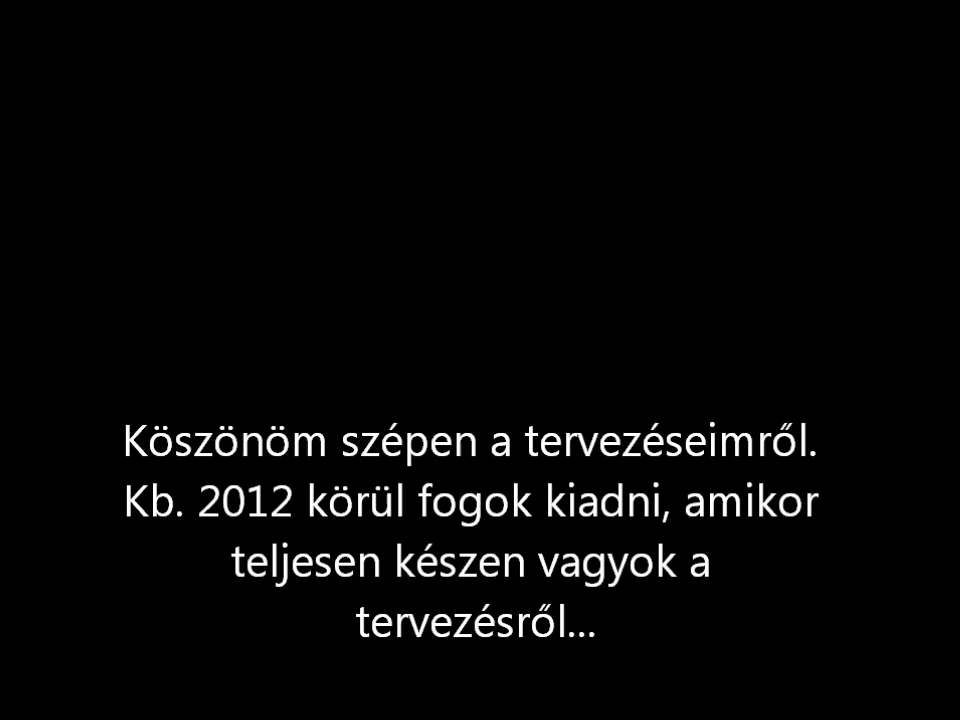 Köszönöm szépen a tervezéseimről.
Kb. 2012 körül fogok kiadni, amikor
teljesen készen vagyok a
tervezésről...